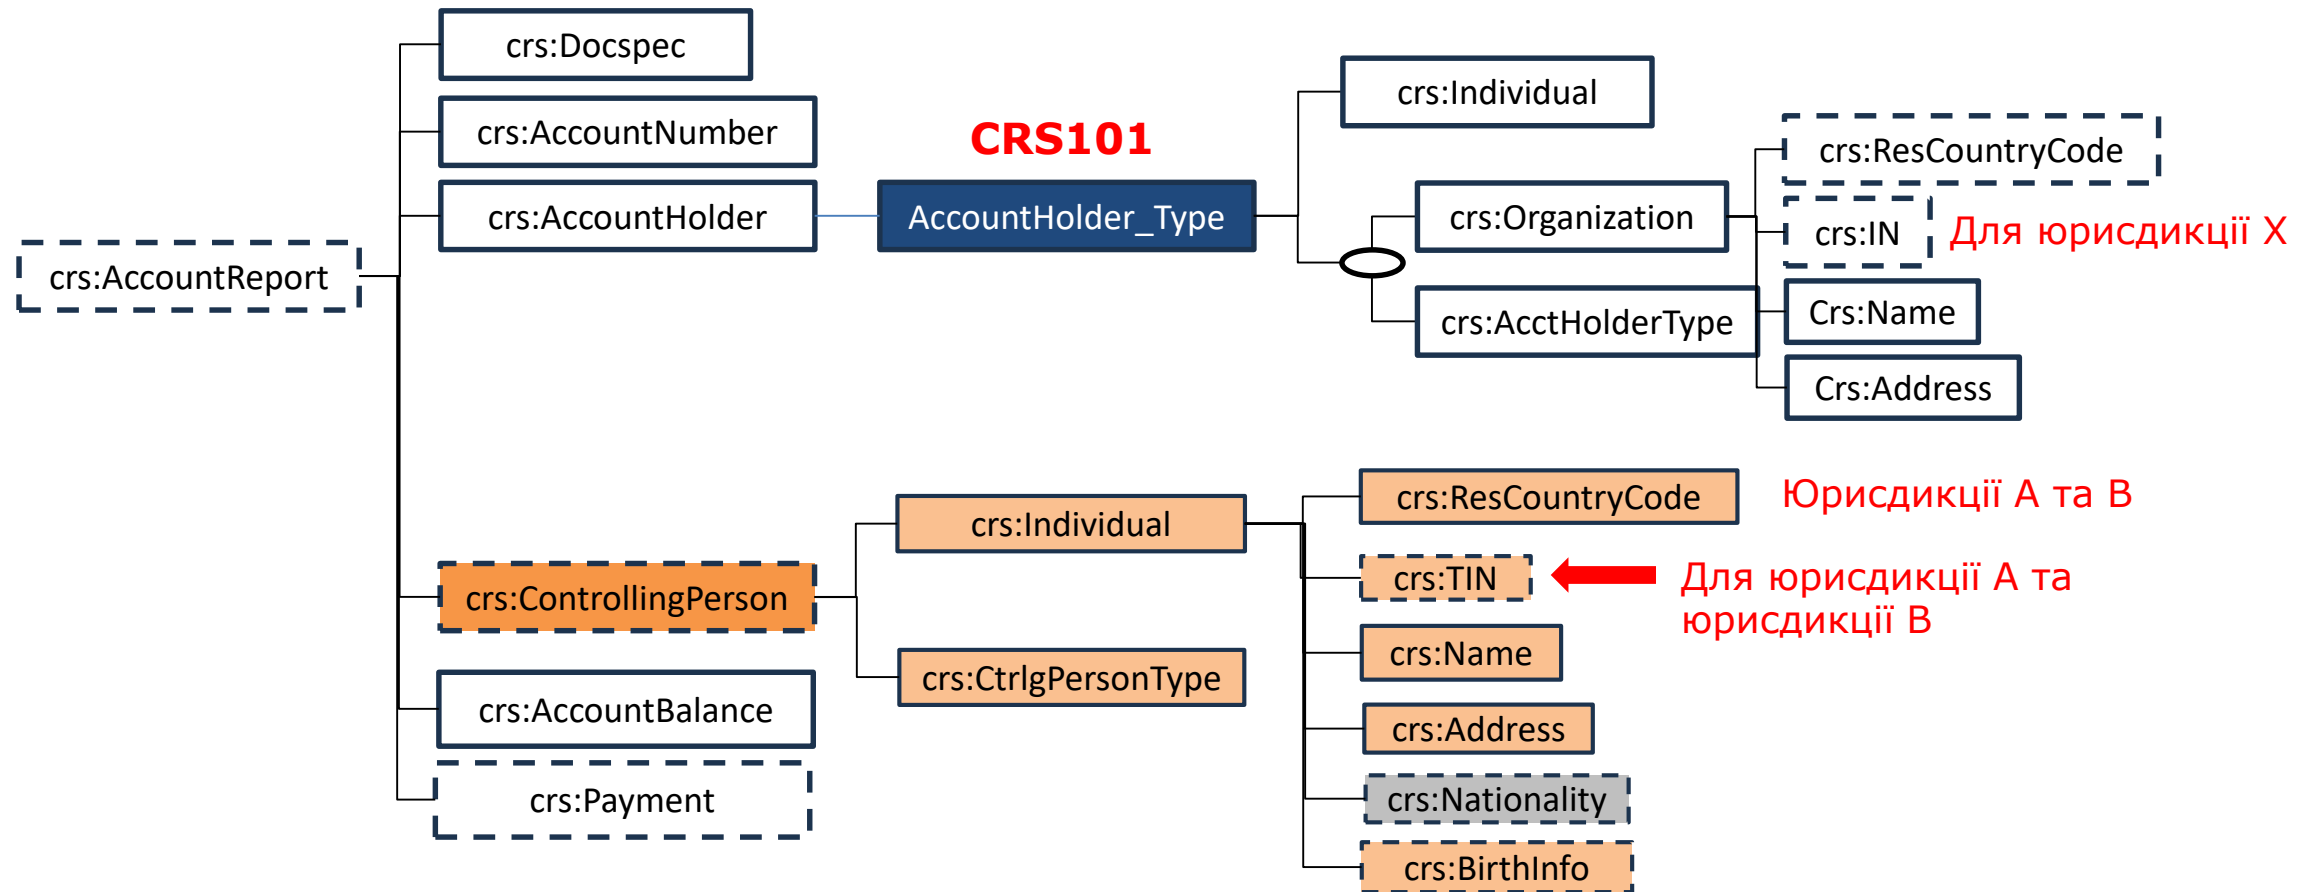 crs:Docspec
crs:AccountNumber
CRS101
crs:Individual
crs:ResCountryCode
crs:AccountHolder
AccountHolder_Type
crs:Organization
crs:IN
Для юрисдикції X
crs:AccountReport
crs:AcctHolderType
Crs:Name
Crs:Address
crs:ResCountryCode
Юрисдикції А та В
crs:Individual
crs:TIN
Для юрисдикції А та
юрисдикції В
crs:ControllingPerson
crs:Name
crs:CtrlgPersonType
crs:AccountBalance
crs:Address
crs:Payment
crs:Nationality
crs:BirthInfo